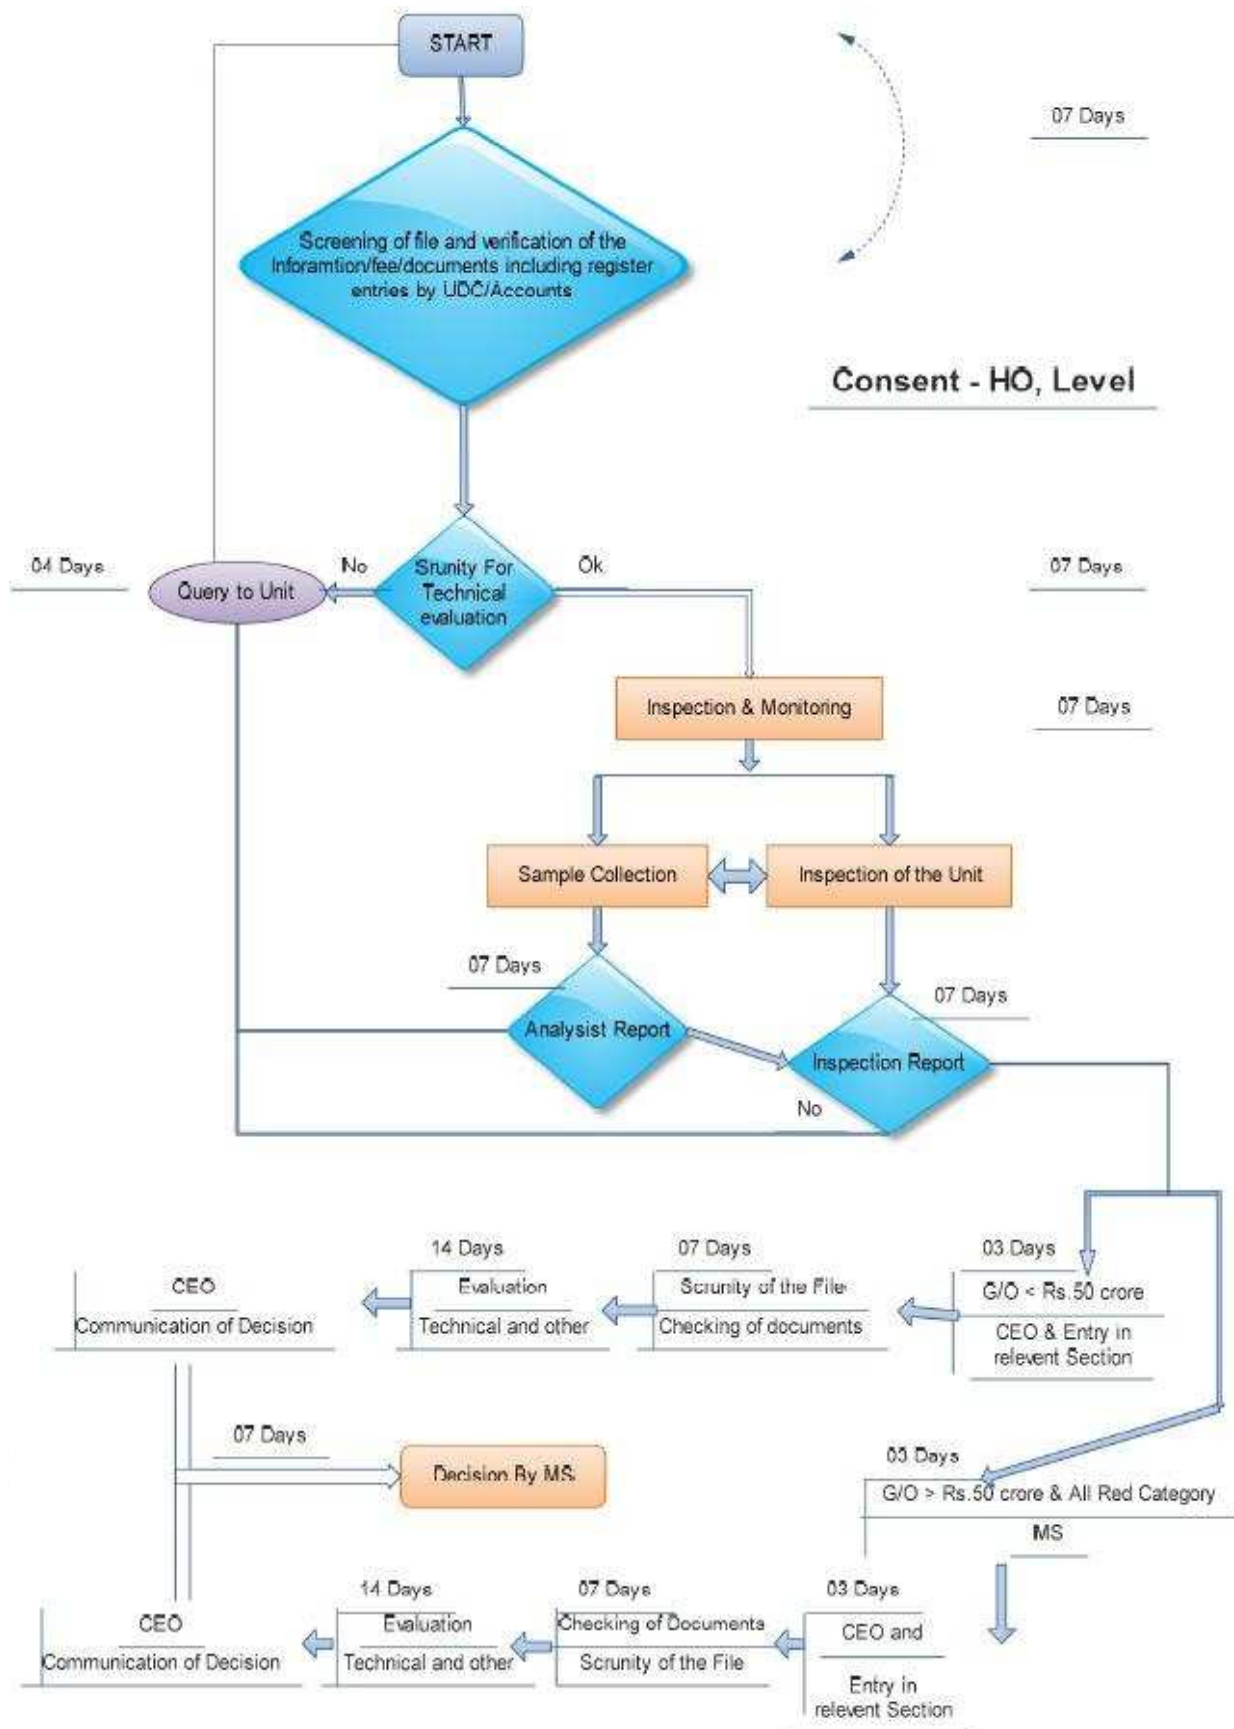 START
07 Days
Screening of file and verification of the
Inforamtion/fee/documents including register
entries by UDC/Accounts
Consent - HO, Level
04 Days
Query to Unit
No
Srunity For
Technical
evaluation
Ok
07 Days
Inspection & Monitoring
07 Days
Sample Collection
Inspection of the Unit
07 Days
Analysist Report
07 Days
Inspection Report
No
14 Days
07 Days
03 Days
CEO
Communication of Decision
Evaluation
Technical and other
Scrunity of the File
Checking of documents
G/O < Rs.50 crore
CEO & Entry in
relevent Section
07 Days
Decision By MS
03 Days
G/O > Rs.50 crore & All Red Category
MS
14 Days
07 Days
03 Days
CEO
Communication of Decision
Evaluation
Technical and other
Checking of Documents
Scrunity of the File
CEO and
Entry in
relevent Section